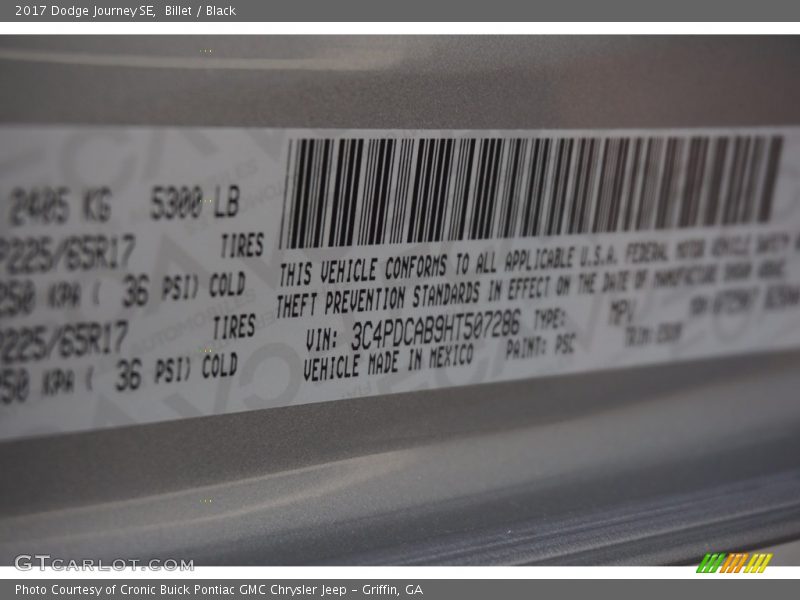 2017 Dodge Journey SE, Billet / Black
2405 KG 5300 LB
P225/65R17 TIRES
250 KPA ( 36 PSI) COLD
P225/65R17 TIRES
250 KPA ( 36 PSI) COLD
THIS VEHICLE CONFORMS TO ALL APPLICABLE U.S.A. FEDERAL MOTOR VEHICLE SAFETY
THEFT PREVENTION STANDARDS IN EFFECT ON THE DATE OF MANUFACTURE SHOWN ABOVE.
VIN: 3C4PDCAB9HT507286 TYPE: MPV
VEHICLE MADE IN MEXICO PAINT: PSC TRIM:
GTCARLOT.COM
Photo Courtesy of Cronic Buick Pontiac GMC Chrysler Jeep - Griffin, GA